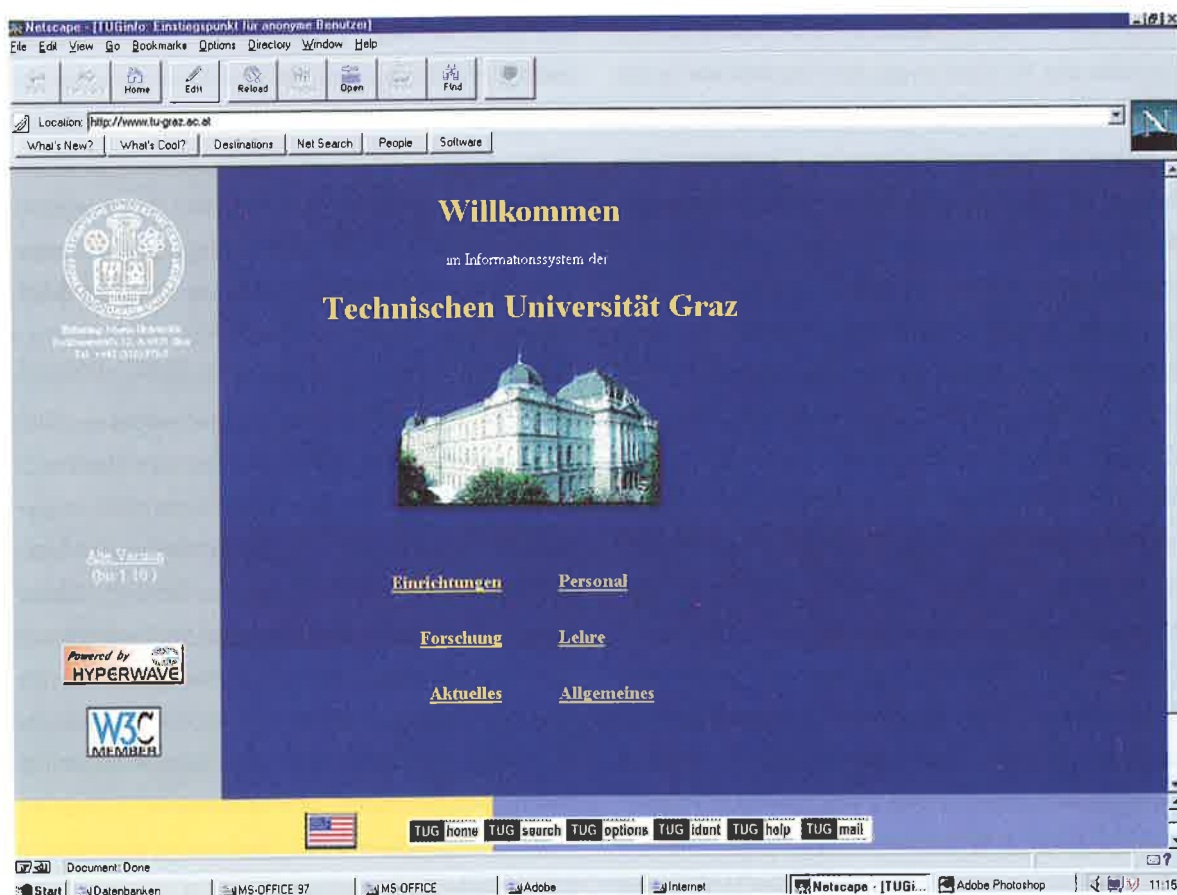 Netscape - [TUGinfo: Einstiegspunkt für anonyme Benutzer]
File Edit View Go Bookmarks Options Directory Window Help
Home Edit Reload Open Find
Location: http://www.tu-graz.ac.at
What's New? What's Cool? Destinations Net Search People Software
N
Willkommen
im Informationssystem der
Technischen Universität Graz
Alte Version
(bis 1.10.)
Einrichtungen Personal
Forschung Lehre
Aktuelles Allgemeines
Powered by
HYPERWAVE
W3C
MEMBER
TUG home TUG search TUG options TUG ident TUG help TUG mail
Document: Done
Start Datenbanken MS-OFFICE 97 MS OFFICE Adobe Internet Netscape - [TUGi... Adobe Photoshop 11:15